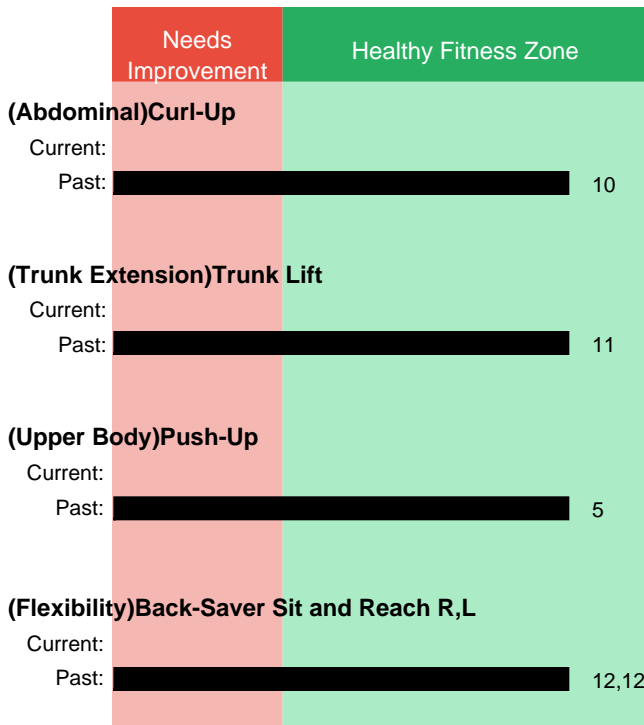 Needs
Improvement
Healthy Fitness Zone
(Abdominal)Curl-Up
Current:
Past: 10
(Trunk Extension)Trunk Lift
Current:
Past: 11
(Upper Body)Push-Up
Current:
Past: 5
(Flexibility)Back-Saver Sit and Reach R,L
Current:
Past: 12,12